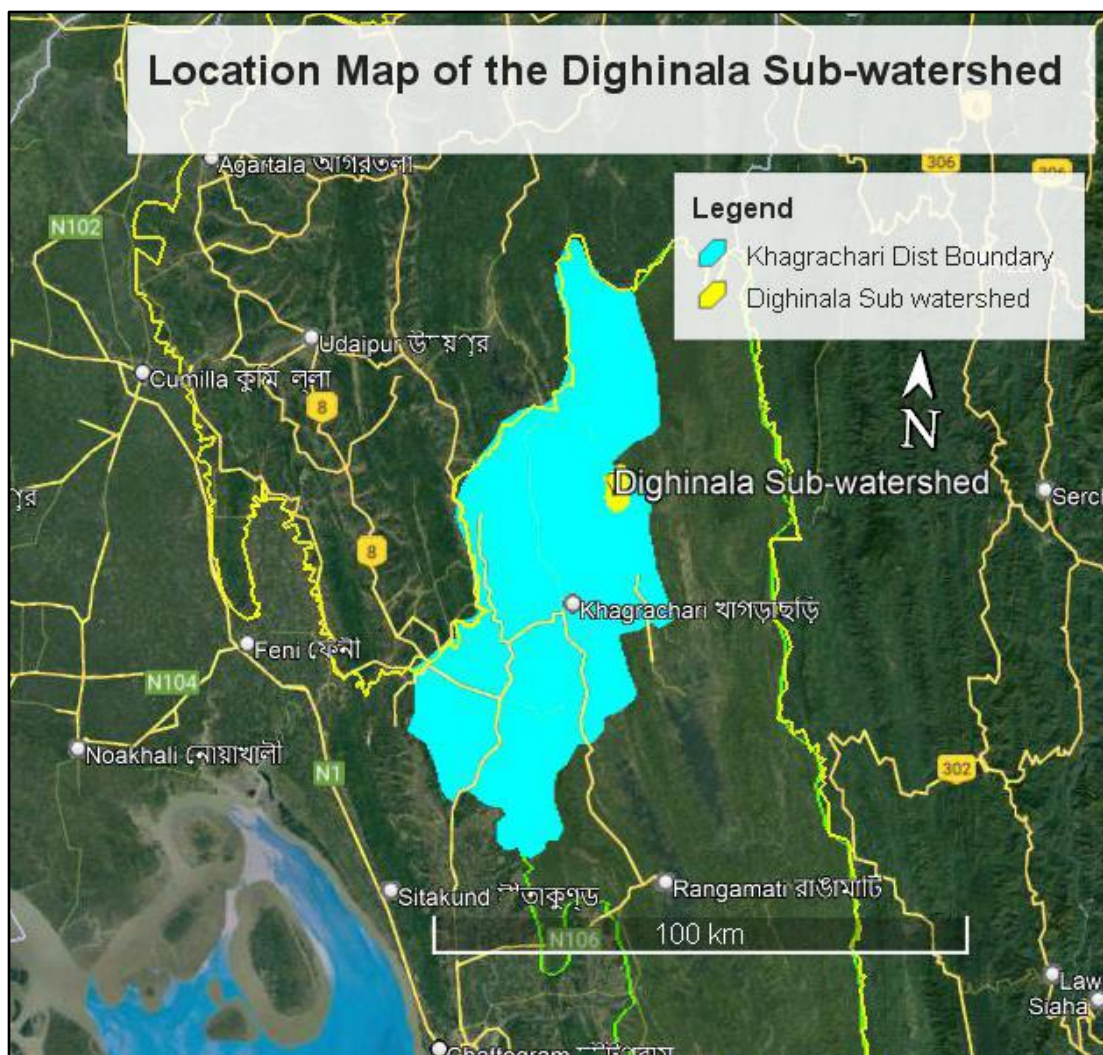 Location Map of the Dighinala Sub-watershed
Agartala আগরতলা
306
306
N102
Legend
Khagrachari Dist Boundary
Dighinala Sub watershed
Udaipur
Cumilla
8
N
Dighinala Sub-watershed
8
Khagrachari খাগড়াছড়ি
Feni ফেনী
N104
Noakhali নোয়াখালী
N1
302
Sitakund
Rangamati রাঙামাটি
100 km
N106
Siaha